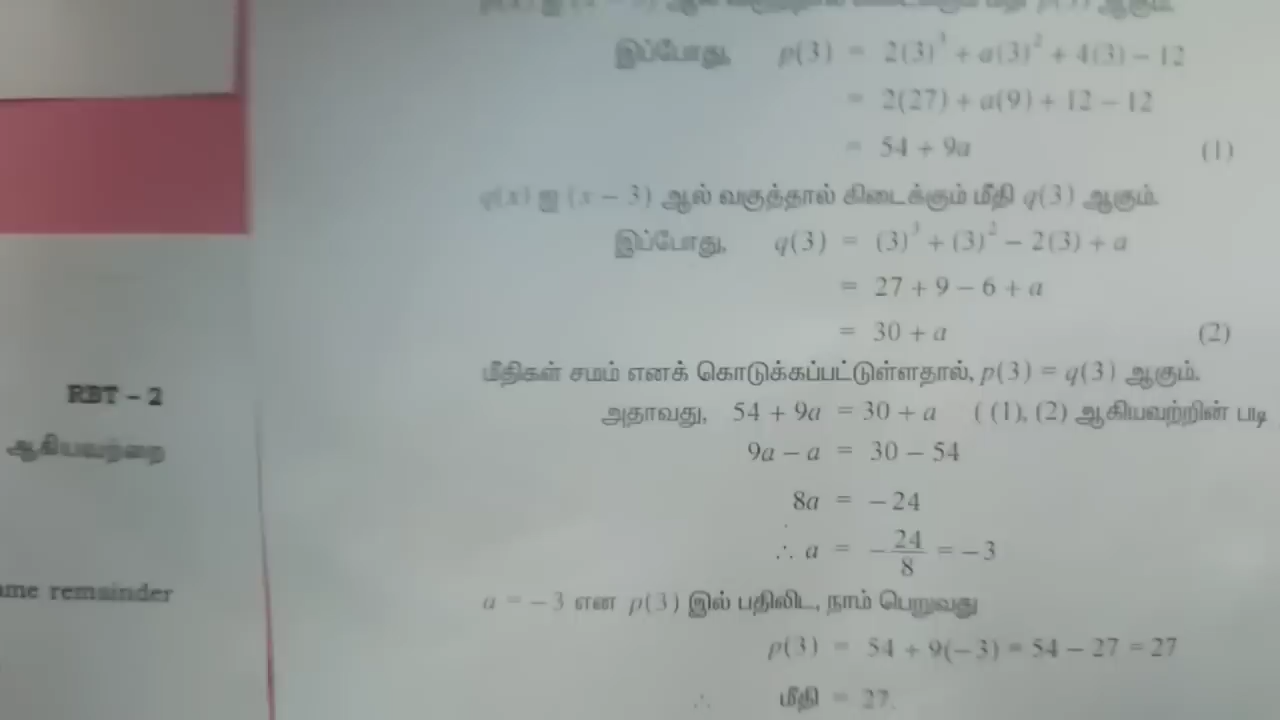 இப்போது, p(3) = 2(3)³ + a(3)² + 4(3) − 12
= 2(27) + a(9) + 12 − 12
= 54 + 9a (1)
q(x) ஐ (x − 3) ஆல் வகுத்தால் கிடைக்கும் மீதி q(3) ஆகும்.
இப்போது, q(3) = (3)³ + (3)² − 2(3) + a
= 27 + 9 − 6 + a
= 30 + a (2)
மீதிகள் சமம் எனக் கொடுக்கப்பட்டுள்ளதால், p(3) = q(3) ஆகும்.
அதாவது, 54 + 9a = 30 + a ( (1), (2) ஆகியவற்றின் படி
9a − a = 30 − 54
8a = − 24
∴ a = − 24/8 = − 3
a = − 3 என p(3) இல் பதிலிட, நாம் பெறுவது
p(3) = 54 + 9(− 3) = 54 − 27 = 27
∴ மீதி = 27.
RBT – 2
ஆகியவற்றை
remainder